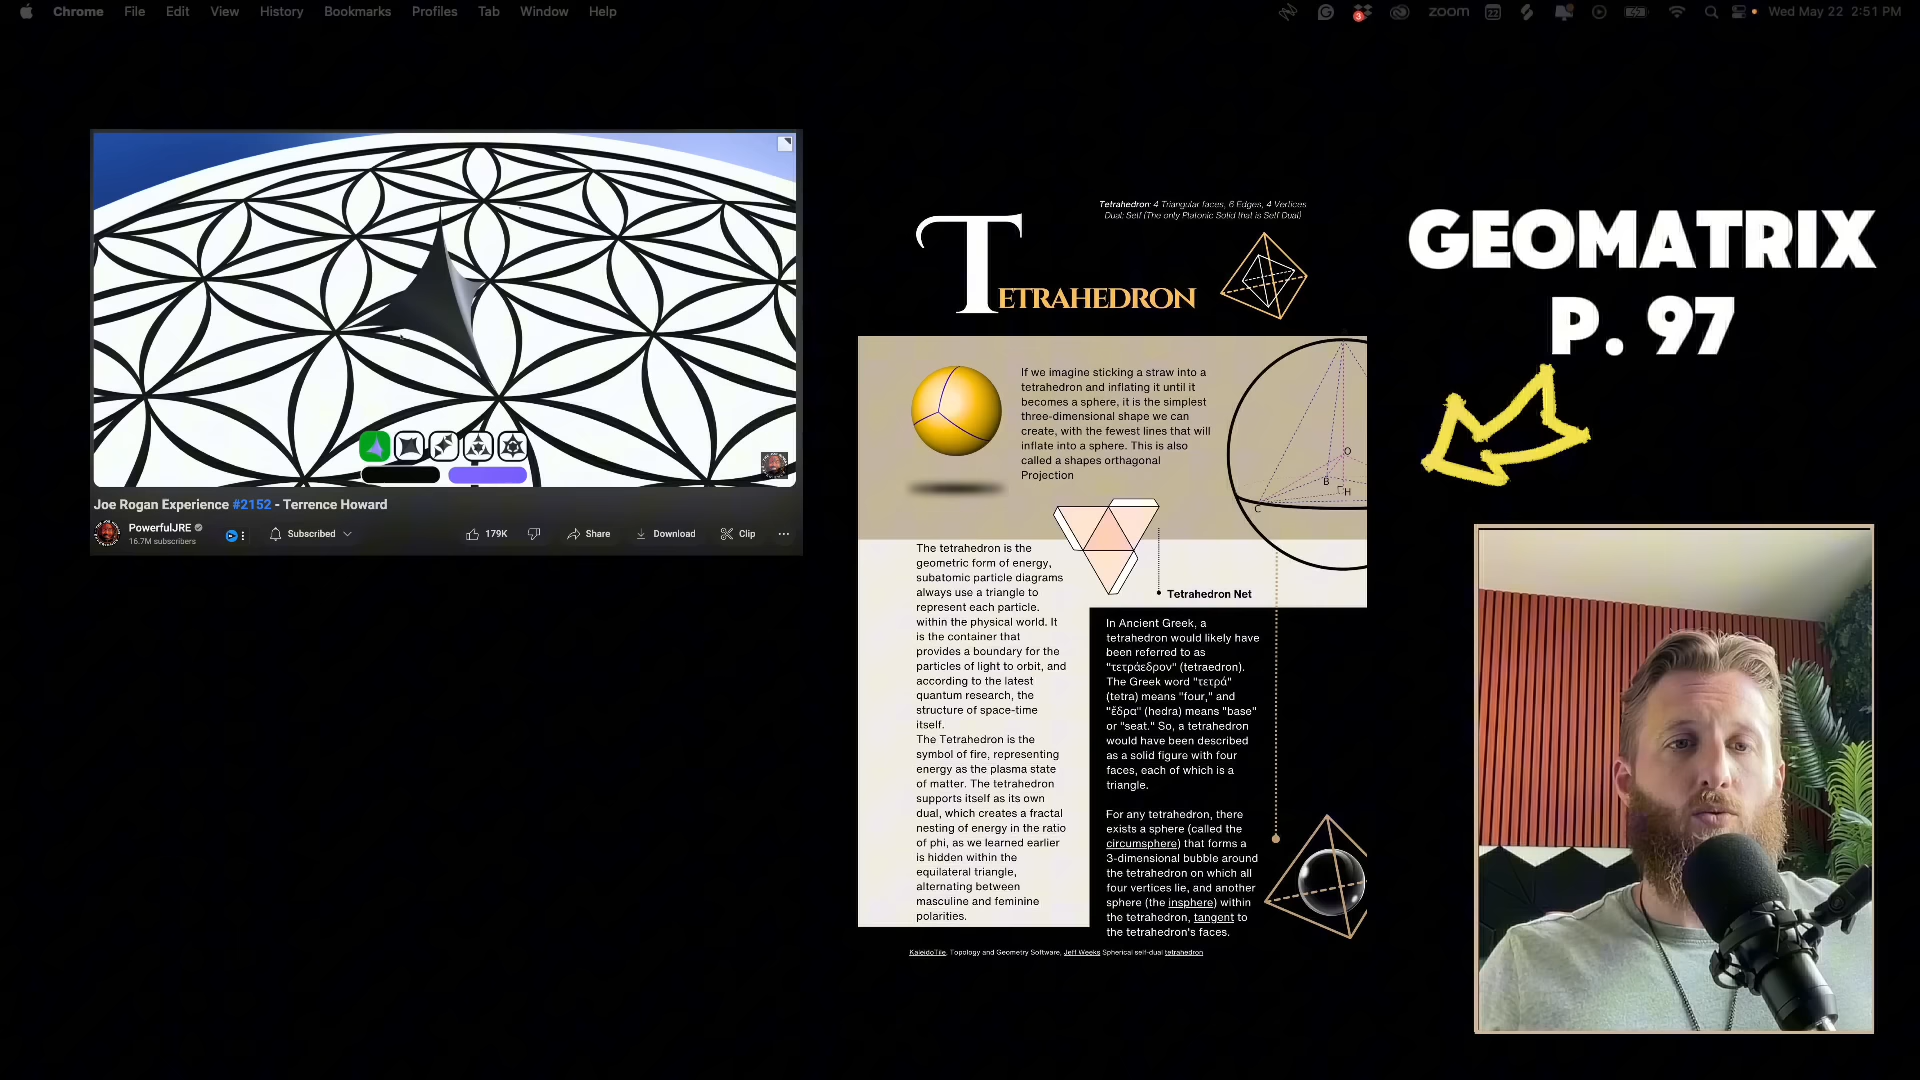 Chrome File Edit View History Bookmarks Profiles Tab Window Help
3
zoom
22
Wed May 22 2:51 PM
Joe Rogan Experience #2152 - Terrence Howard
PowerfulJRE
16.7M subscribers
Subscribed
179K
Share
Download
Clip
Tetrahedron: 4 Triangular faces, 6 Edges, 4 Vertices
Dual: Self (The only Platonic Solid that is Self Dual)
TETRAHEDRON
If we imagine sticking a straw into a
tetrahedron and inflating it until it
becomes a sphere, it is the simplest
three-dimensional shape we can
create, with the fewest lines that will
inflate into a sphere. This is also
called a shapes orthagonal
Projection
O
B
H
C
Tetrahedron Net
The tetrahedron is the
geometric form of energy,
subatomic particle diagrams
always use a triangle to
represent each particle.
within the physical world. It
is the container that
provides a boundary for the
particles of light to orbit, and
according to the latest
quantum research, the
structure of space-time
itself.
The Tetrahedron is the
symbol of fire, representing
energy as the plasma state
of matter. The tetrahedron
supports itself as its own
dual, which creates a fractal
nesting of energy in the ratio
of phi, as we learned earlier
is hidden within the
equilateral triangle,
alternating between
masculine and feminine
polarities.
In Ancient Greek, a
tetrahedron would likely have
been referred to as
"τετράεδρον" (tetraedron).
The Greek word "τετρά"
(tetra) means "four," and
"ἕδρα" (hedra) means "base"
or "seat." So, a tetrahedron
would have been described
as a solid figure with four
faces, each of which is a
triangle.
For any tetrahedron, there
exists a sphere (called the
circumsphere) that forms a
3-dimensional bubble around
the tetrahedron on which all
four vertices lie, and another
sphere (the insphere) within
the tetrahedron, tangent to
the tetrahedron's faces.
KaleidoTile, Topology and Geometry Software, Jeff Weeks Spherical self-dual tetrahedron
GEOMATRIX
P. 97